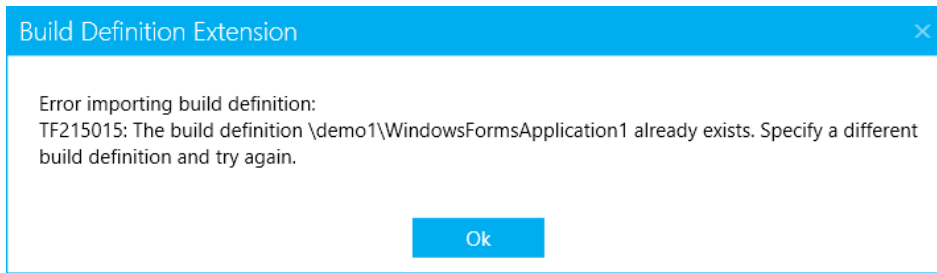 Build Definition Extension
Error importing build definition:
TF215015: The build definition \demo1\WindowsFormsApplication1 already exists. Specify a different
build definition and try again.
Ok